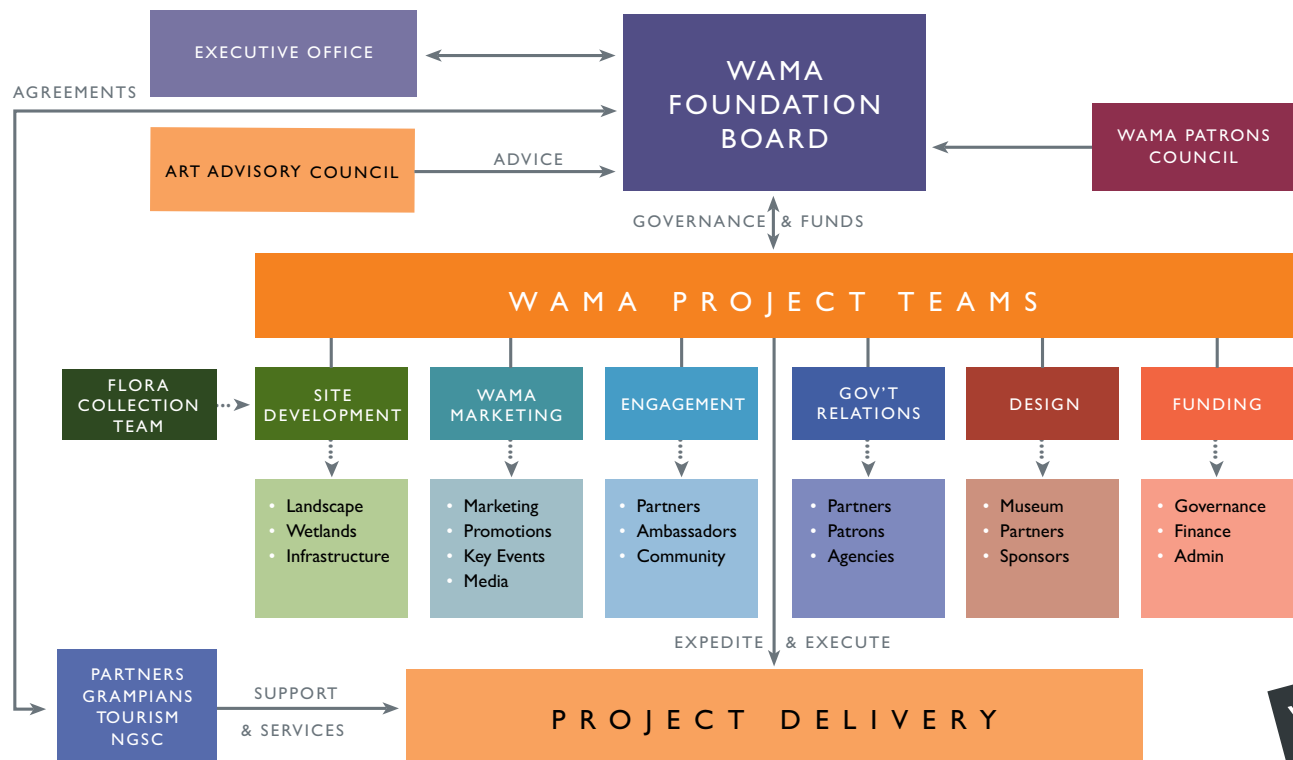 EXECUTIVE OFFICE
WAMA
FOUNDATION
BOARD
AGREEMENTS
WAMA PATRONS
COUNCIL
ART ADVISORY COUNCIL
ADVICE
GOVERNANCE & FUNDS
WAMA PROJECT TEAMS
FLORA
COLLECTION
TEAM
SITE
DEVELOPMENT
WAMA
MARKETING
ENGAGEMENT
GOV'T
RELATIONS
DESIGN
FUNDING
• Landscape
• Wetlands
• Infrastructure
• Marketing
• Promotions
• Key Events
• Media
• Partners
• Ambassadors
• Community
• Partners
• Patrons
• Agencies
• Museum
• Partners
• Sponsors
• Governance
• Finance
• Admin
EXPEDITE & EXECUTE
PARTNERS
GRAMPIANS
TOURISM
NGSC
SUPPORT
& SERVICES
PROJECT DELIVERY